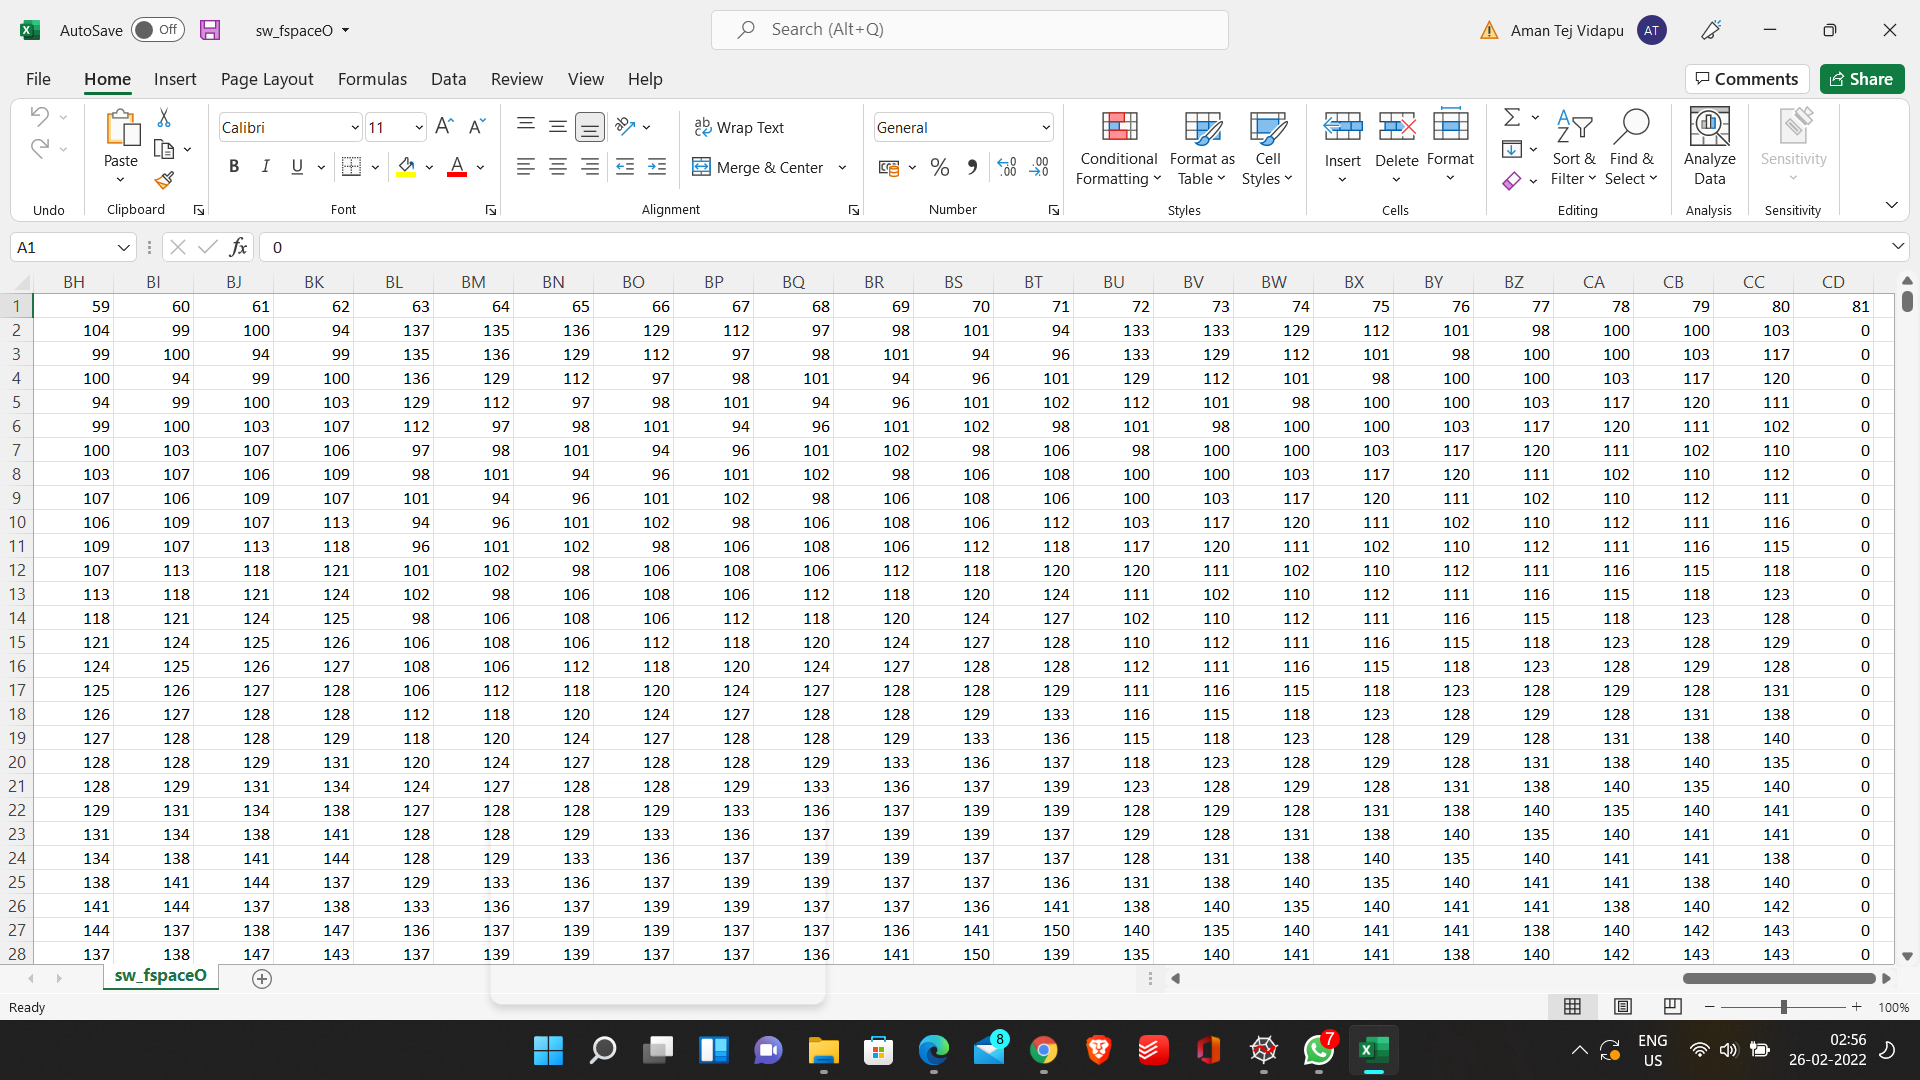 AutoSave Off sw_fspaceO Search (Alt+Q) Aman Tej Vidapu AT
File Home Insert Page Layout Formulas Data Review View Help Comments Share
Calibri 11 Wrap Text General
Paste B I U Merge & Center % Conditional Formatting Format as Table Cell Styles Insert Delete Format Sort & Filter Find & Select Analyze Data Sensitivity
Undo Clipboard Font Alignment Number Styles Cells Editing Analysis Sensitivity
A1 fx 0
BH BI BJ BK BL BM BN BO BP BQ BR BS BT BU BV BW BX BY BZ CA CB CC CD
1 59 60 61 62 63 64 65 66 67 68 69 70 71 72 73 74 75 76 77 78 79 80 81
2 104 99 100 94 137 135 136 129 112 97 98 101 94 133 133 129 112 101 98 100 100 103 0
3 99 100 94 99 135 136 129 112 97 98 101 94 96 133 129 112 101 98 100 100 103 117 0
4 100 94 99 100 136 129 112 97 98 101 94 96 101 129 112 101 98 100 100 103 117 120 0
5 94 99 100 103 129 112 97 98 101 94 96 101 102 112 101 98 100 100 103 117 120 111 0
6 99 100 103 107 112 97 98 101 94 96 101 102 98 101 98 100 100 103 117 120 111 102 0
7 100 103 107 106 97 98 101 94 96 101 102 98 106 98 100 100 103 117 120 111 102 110 0
8 103 107 106 109 98 101 94 96 101 102 98 106 108 100 100 103 117 120 111 102 110 112 0
9 107 106 109 107 101 94 96 101 102 98 106 108 106 100 103 117 120 111 102 110 112 111 0
10 106 109 107 113 94 96 101 102 98 106 108 106 112 103 117 120 111 102 110 112 111 116 0
11 109 107 113 118 96 101 102 98 106 108 106 112 118 117 120 111 102 110 112 111 116 115 0
12 107 113 118 121 101 102 98 106 108 106 112 118 120 120 111 102 110 112 111 116 115 118 0
13 113 118 121 124 102 98 106 108 106 112 118 120 124 111 102 110 112 111 116 115 118 123 0
14 118 121 124 125 98 106 108 106 112 118 120 124 127 102 110 112 111 116 115 118 123 128 0
15 121 124 125 126 106 108 106 112 118 120 124 127 128 110 112 111 116 115 118 123 128 129 0
16 124 125 126 127 108 106 112 118 120 124 127 128 128 112 111 116 115 118 123 128 129 128 0
17 125 126 127 128 106 112 118 120 124 127 128 128 129 111 116 115 118 123 128 129 128 131 0
18 126 127 128 128 112 118 120 124 127 128 128 129 133 116 115 118 123 128 129 128 131 138 0
19 127 128 128 129 118 120 124 127 128 128 129 133 136 115 118 123 128 129 128 131 138 140 0
20 128 128 129 131 120 124 127 128 128 129 133 136 137 118 123 128 129 128 131 138 140 135 0
21 128 129 131 134 124 127 128 128 129 133 136 137 139 123 128 129 128 131 138 140 135 140 0
22 129 131 134 138 127 128 128 129 133 136 137 139 139 128 129 128 131 138 140 135 140 141 0
23 131 134 138 141 128 128 129 133 136 137 139 139 137 129 128 131 138 140 135 140 141 141 0
24 134 138 141 144 128 129 133 136 137 139 139 137 137 128 131 138 140 135 140 141 141 138 0
25 138 141 144 137 129 133 136 137 139 139 137 137 136 131 138 140 135 140 141 141 138 140 0
26 141 144 137 138 133 136 137 139 139 137 137 136 141 138 140 135 140 141 141 138 140 142 0
27 144 137 138 147 136 137 139 139 137 137 136 141 150 140 135 140 141 141 138 140 142 143 0
28 137 138 147 143 137 139 139 137 137 136 141 150 139 135 140 141 141 138 140 142 143 143 0
sw_fspaceO
Ready 100%
8 7 ENG US 02:56
26-02-2022